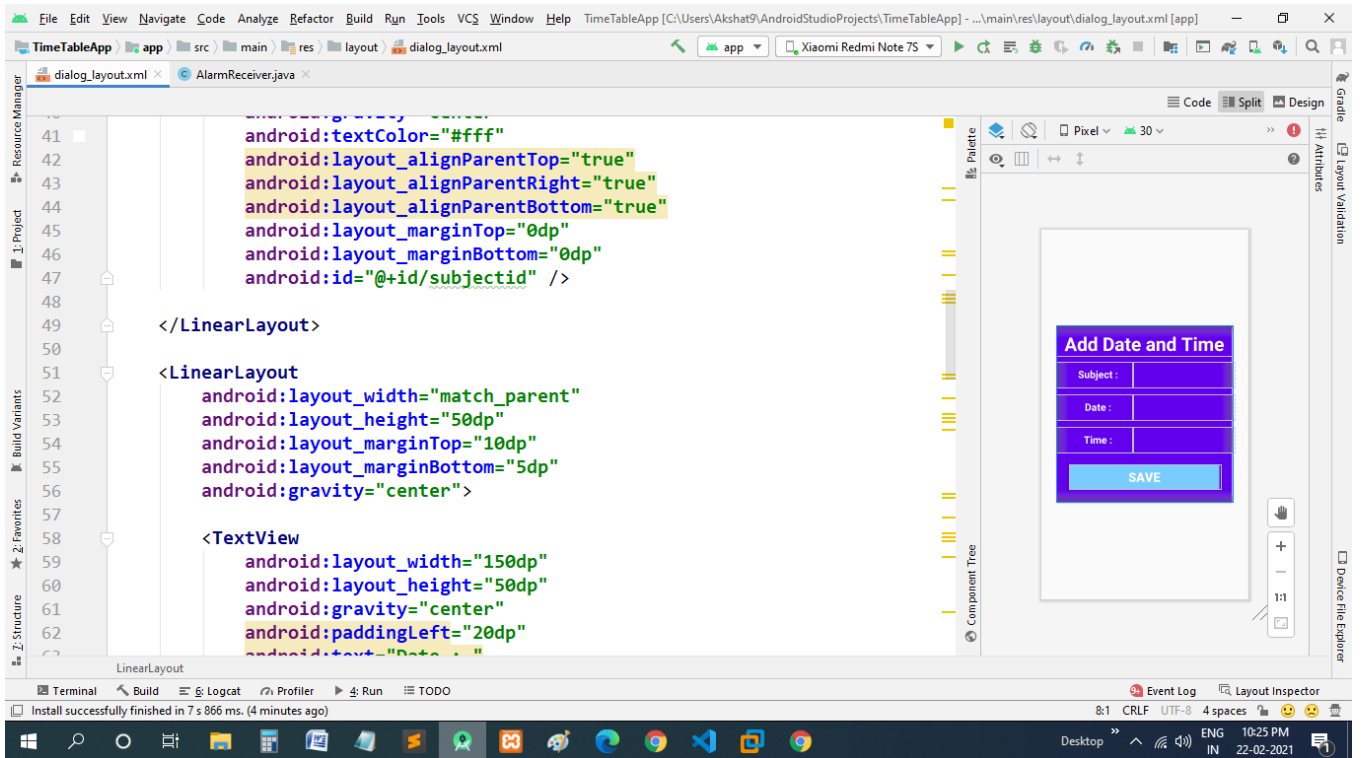 File Edit View Navigate Code Analyze Refactor Build Run Tools VCS Window Help TimeTableApp [C:\Users\Akshat9\AndroidStudioProjects\TimeTableApp] - ...\main\res\layout\dialog_layout.xml [app]
TimeTableApp app src main res layout dialog_layout.xml app Xiaomi Redmi Note 7S
dialog_layout.xml AlarmReceiver.java
Code Split Design
Resource Manager
1: Project
Build Variants
2: Favorites
7: Structure
41 android:textColor="#fff"
42 android:layout_alignParentTop="true"
43 android:layout_alignParentRight="true"
44 android:layout_alignParentBottom="true"
45 android:layout_marginTop="0dp"
46 android:layout_marginBottom="0dp"
47 android:id="@+id/subjectid" />
48
49 </LinearLayout>
50
51 <LinearLayout
52 android:layout_width="match_parent"
53 android:layout_height="50dp"
54 android:layout_marginTop="10dp"
55 android:layout_marginBottom="5dp"
56 android:gravity="center">
57
58 <TextView
59 android:layout_width="150dp"
60 android:layout_height="50dp"
61 android:gravity="center"
62 android:paddingLeft="20dp"
63 android:text="Date : "
LinearLayout
Palette
Component Tree
Pixel 30
Add Date and Time
Subject :
Date :
Time :
SAVE
1:1
Attributes
Gradle
Layout Validation
Device File Explorer
Terminal Build 6: Logcat Profiler 4: Run TODO 9+ Event Log Layout Inspector
Install successfully finished in 7 s 866 ms. (4 minutes ago) 8:1 CRLF UTF-8 4 spaces
Desktop ENG 10:25 PM
IN 22-02-2021
1